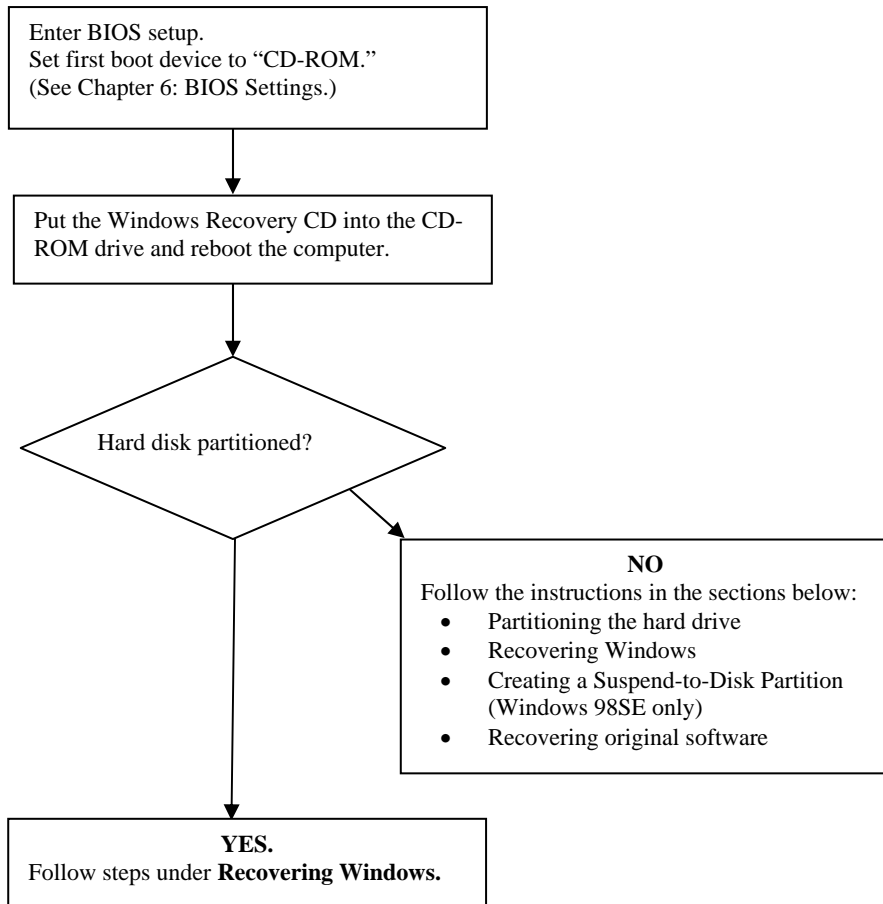 Enter BIOS setup.
Set first boot device to “CD-ROM.”
(See Chapter 6: BIOS Settings.)
Put the Windows Recovery CD into the CD-
ROM drive and reboot the computer.
Hard disk partitioned?
NO
Follow the instructions in the sections below:
• Partitioning the hard drive
• Recovering Windows
• Creating a Suspend-to-Disk Partition
(Windows 98SE only)
• Recovering original software
YES.
Follow steps under Recovering Windows.